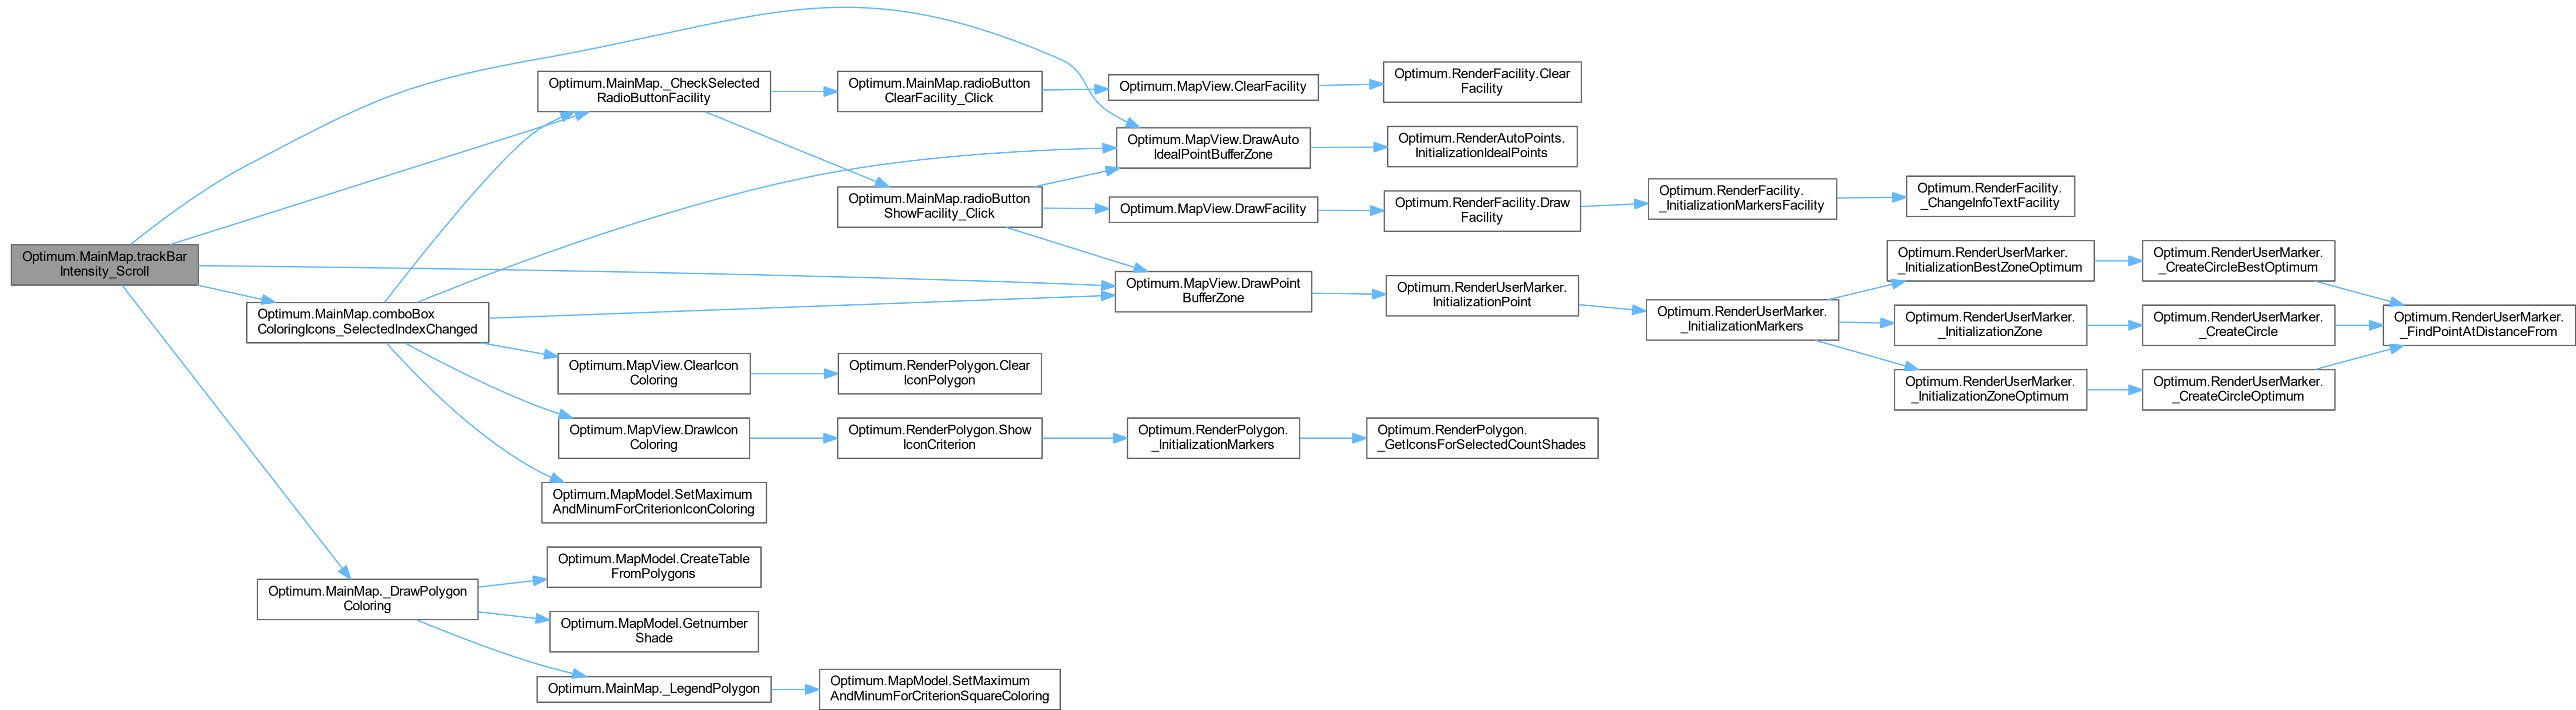 Optimum.MainMap.trackBar
Intensity_Scroll
Optimum.MainMap._CheckSelected
RadioButtonFacility
Optimum.MainMap.radioButton
ClearFacility_Click
Optimum.MapView.ClearFacility
Optimum.RenderFacility.Clear
Facility
Optimum.MapView.DrawAuto
IdealPointBufferZone
Optimum.RenderAutoPoints.
InitializationIdealPoints
Optimum.MainMap.radioButton
ShowFacility_Click
Optimum.MapView.DrawFacility
Optimum.RenderFacility.Draw
Facility
Optimum.RenderFacility.
_InitializationMarkersFacility
Optimum.RenderFacility.
_ChangeInfoTextFacility
Optimum.MapView.DrawPoint
BufferZone
Optimum.RenderUserMarker.
InitializationPoint
Optimum.RenderUserMarker.
_InitializationMarkers
Optimum.RenderUserMarker.
_InitializationBestZoneOptimum
Optimum.RenderUserMarker.
_CreateCircleBestOptimum
Optimum.RenderUserMarker.
_InitializationZone
Optimum.RenderUserMarker.
_CreateCircle
Optimum.RenderUserMarker.
_FindPointAtDistanceFrom
Optimum.RenderUserMarker.
_InitializationZoneOptimum
Optimum.RenderUserMarker.
_CreateCircleOptimum
Optimum.MainMap.comboBox
ColoringIcons_SelectedIndexChanged
Optimum.MapView.ClearIcon
Coloring
Optimum.RenderPolygon.Clear
IconPolygon
Optimum.MapView.DrawIcon
Coloring
Optimum.RenderPolygon.Show
IconCriterion
Optimum.RenderPolygon.
_InitializationMarkers
Optimum.RenderPolygon.
_GetIconsForSelectedCountShades
Optimum.MapModel.SetMaximum
AndMinumForCriterionIconColoring
Optimum.MainMap._DrawPolygon
Coloring
Optimum.MapModel.CreateTable
FromPolygons
Optimum.MapModel.Getnumber
Shade
Optimum.MainMap._LegendPolygon
Optimum.MapModel.SetMaximum
AndMinumForCriterionSquareColoring